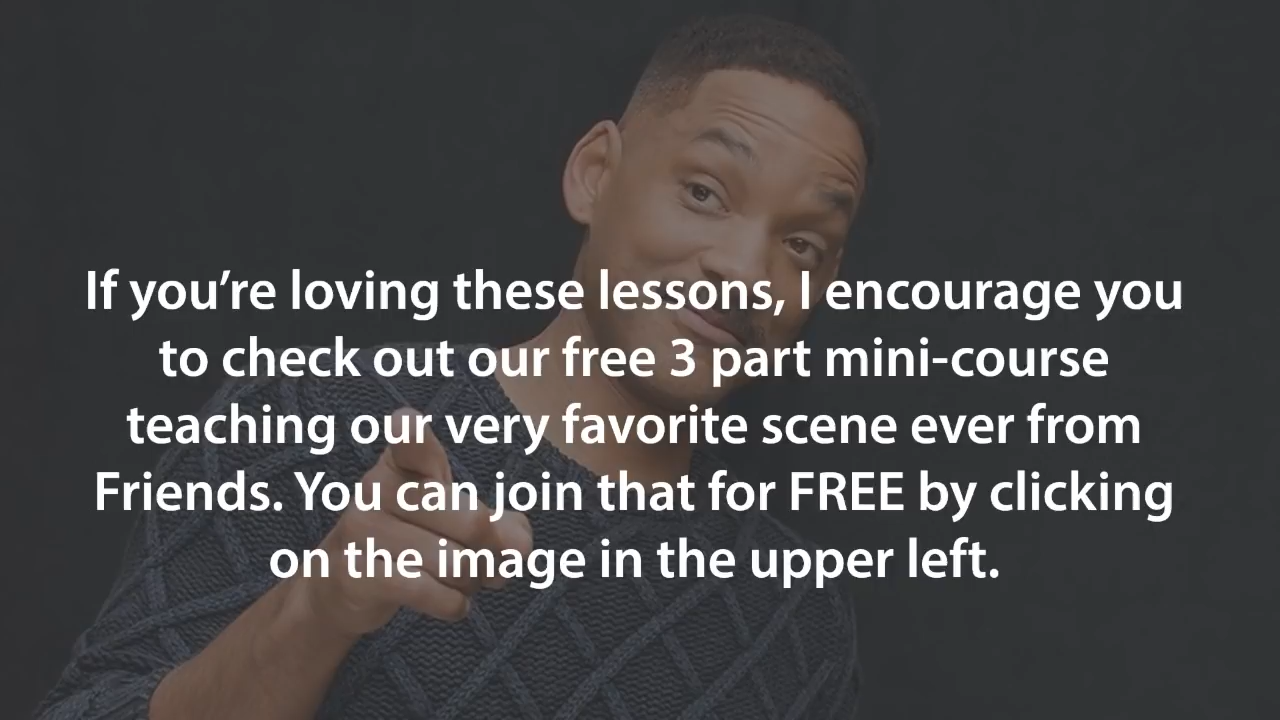 If you’re loving these lessons, I encourage you
to check out our free 3 part mini-course
teaching our very favorite scene ever from
Friends. You can join that for FREE by clicking
on the image in the upper left.